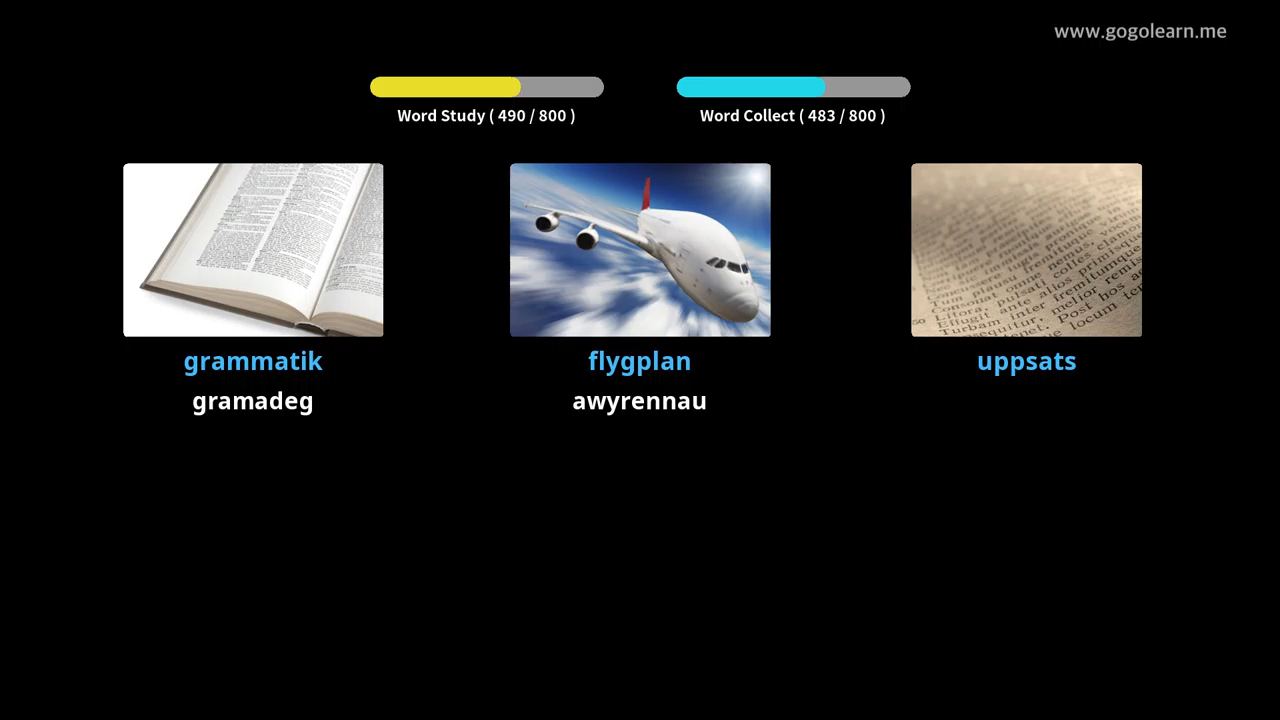 www.gogolearn.me
Word Study ( 490 / 800 )
Word Collect ( 483 / 800 )
grammatik
flygplan
uppsats
gramadeg
awyrennau